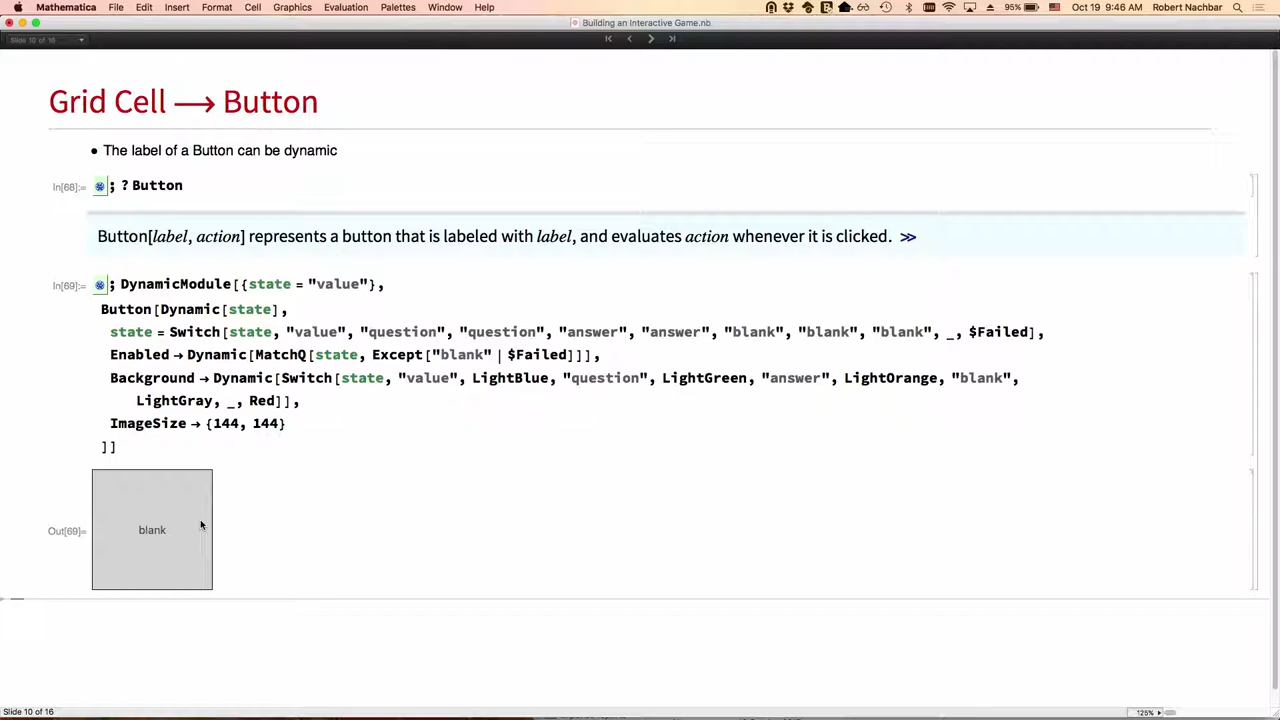 Mathematica File Edit Insert Format Cell Graphics Evaluation Palettes Window Help 95% Oct 19 9:46 AM Robert Nachbar
Building an Interactive Game.nb
Slide 10 of 16
Grid Cell ⟶ Button
• The label of a Button can be dynamic
In[68]:= ; ? Button
Button[label, action] represents a button that is labeled with label, and evaluates action whenever it is clicked. >>
In[69]:= ; DynamicModule[{state = "value"},
Button[Dynamic[state],
state = Switch[state, "value", "question", "question", "answer", "answer", "blank", "blank", "blank", _, $Failed],
Enabled → Dynamic[MatchQ[state, Except["blank" | $Failed]]],
Background → Dynamic[Switch[state, "value", LightBlue, "question", LightGreen, "answer", LightOrange, "blank",
LightGray, _, Red]],
ImageSize → {144, 144}
]]
Out[69]=
blank
Slide 10 of 16
125%